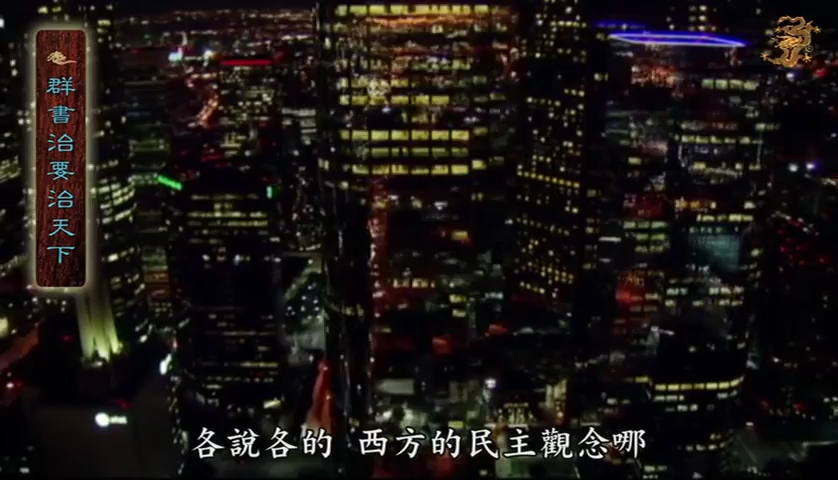 群書治要治天下
各說各的 西方的民主觀念哪